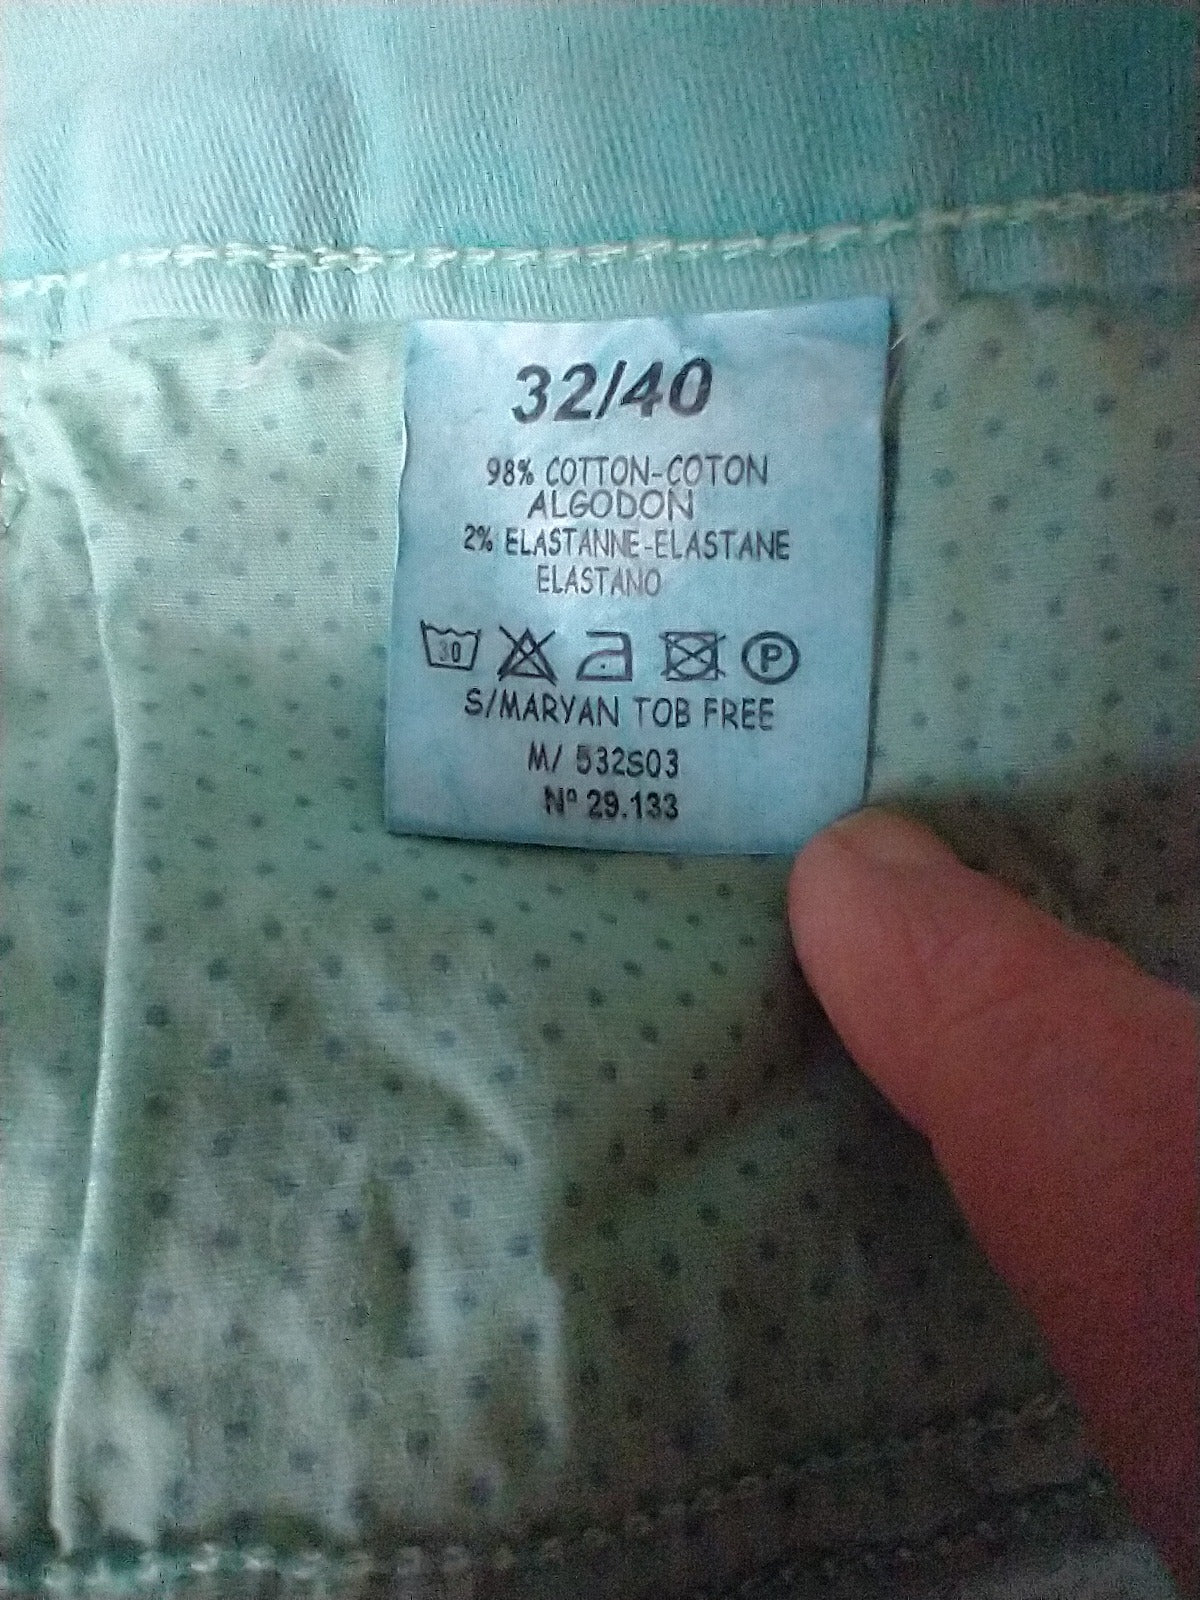 32/40
98% COTTON-COTON
ALGODON
2% ELASTANNE-ELASTANE
ELASTANO
30 P
S/MARYAN TOB FREE
M/ 532S03
Nº 29.133